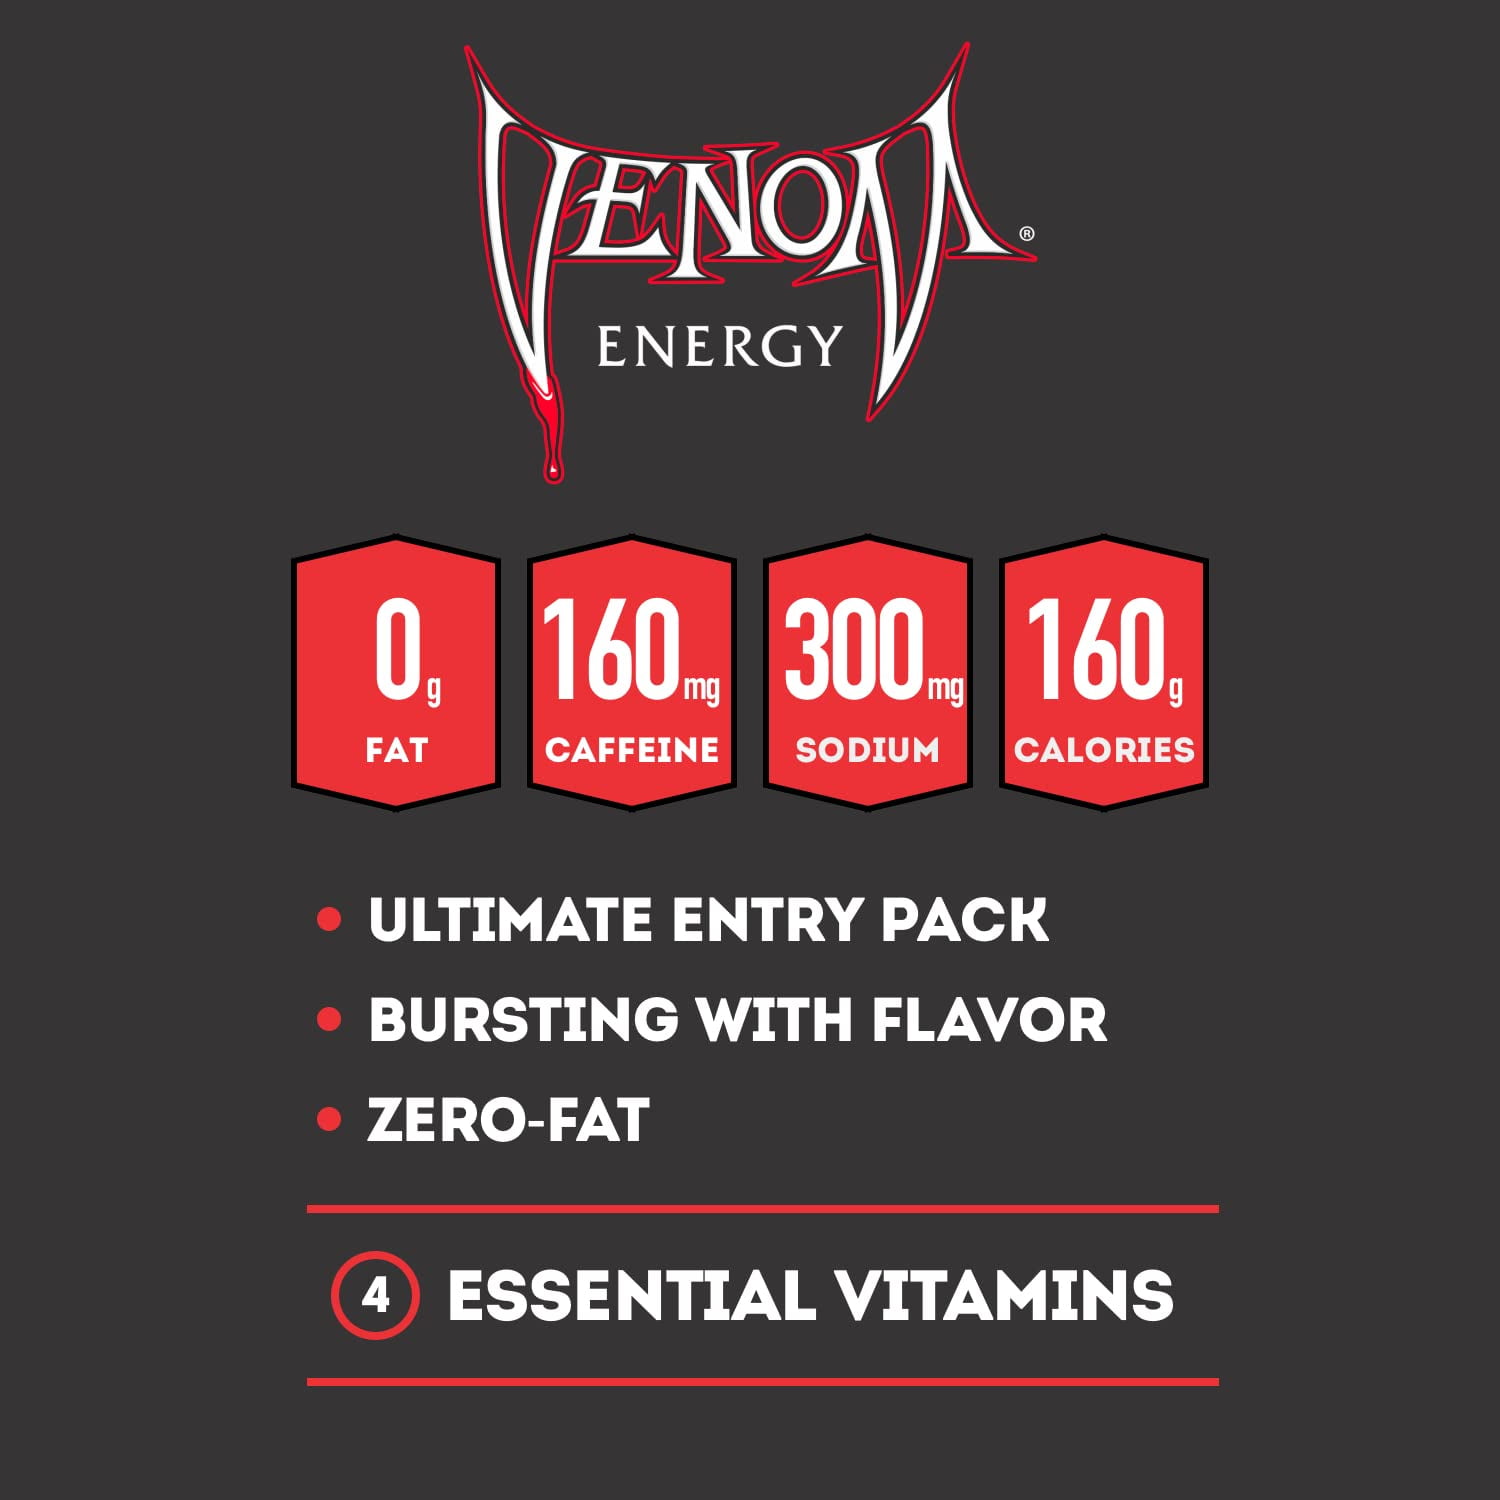 VENOM®
ENERGY
0g
FAT
160mg
CAFFEINE
300mg
SODIUM
160g
CALORIES
• ULTIMATE ENTRY PACK
• BURSTING WITH FLAVOR
• ZERO-FAT
4 ESSENTIAL VITAMINS